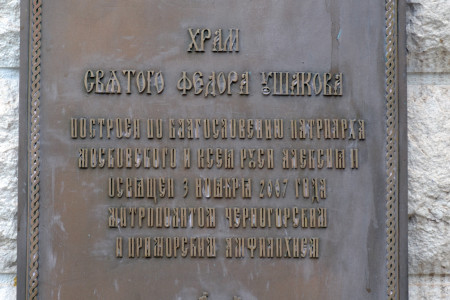 ХРАМ
СВЯТОГО ФЕДОРА УШАКОВА
ПОСТРОЕН ПО БЛАГОСЛОВЕНИЮ ПАТРИАРХА
МОСКОВСКОГО И ВСЕЯ РУСИ АЛЕКСИЯ II
ОСВЯЩЕН 3 НОЯБРЯ 2007 ГОДА
МИТРОПОЛИТОМ ЧЕРНОГОРСКИМ
И ПРИМОРСКИМ АМФИЛОХИЕМ